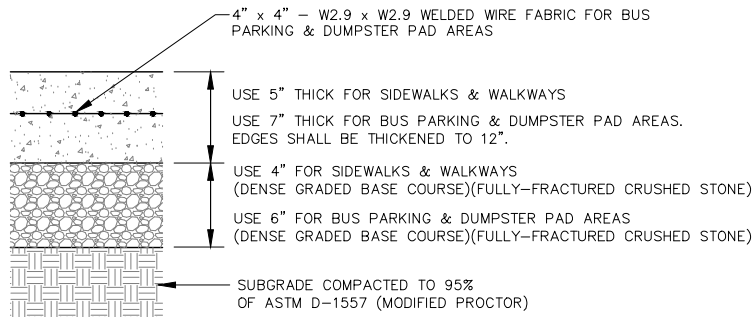 4” x 4” – W2.9 x W2.9 WELDED WIRE FABRIC FOR BUS
PARKING & DUMPSTER PAD AREAS
USE 5” THICK FOR SIDEWALKS & WALKWAYS
USE 7” THICK FOR BUS PARKING & DUMPSTER PAD AREAS.
EDGES SHALL BE THICKENED TO 12”.
USE 4” FOR SIDEWALKS & WALKWAYS
(DENSE GRADED BASE COURSE)(FULLY–FRACTURED CRUSHED STONE)
USE 6” FOR BUS PARKING & DUMPSTER PAD AREAS
(DENSE GRADED BASE COURSE)(FULLY–FRACTURED CRUSHED STONE)
SUBGRADE COMPACTED TO 95%
OF ASTM D–1557 (MODIFIED PROCTOR)